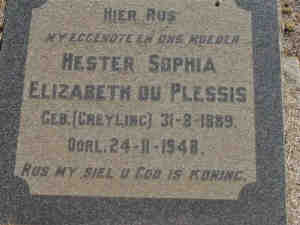 HIER RUS
MY EGGENOTE EN ONS MOEDER
HESTER SOPHIA
ELIZABETH DU PLESSIS
GEB. (GREYLING) 31-8-1889.
OORL. 24-11-1948.
RUS MY SIEL U GOD IS KONING.